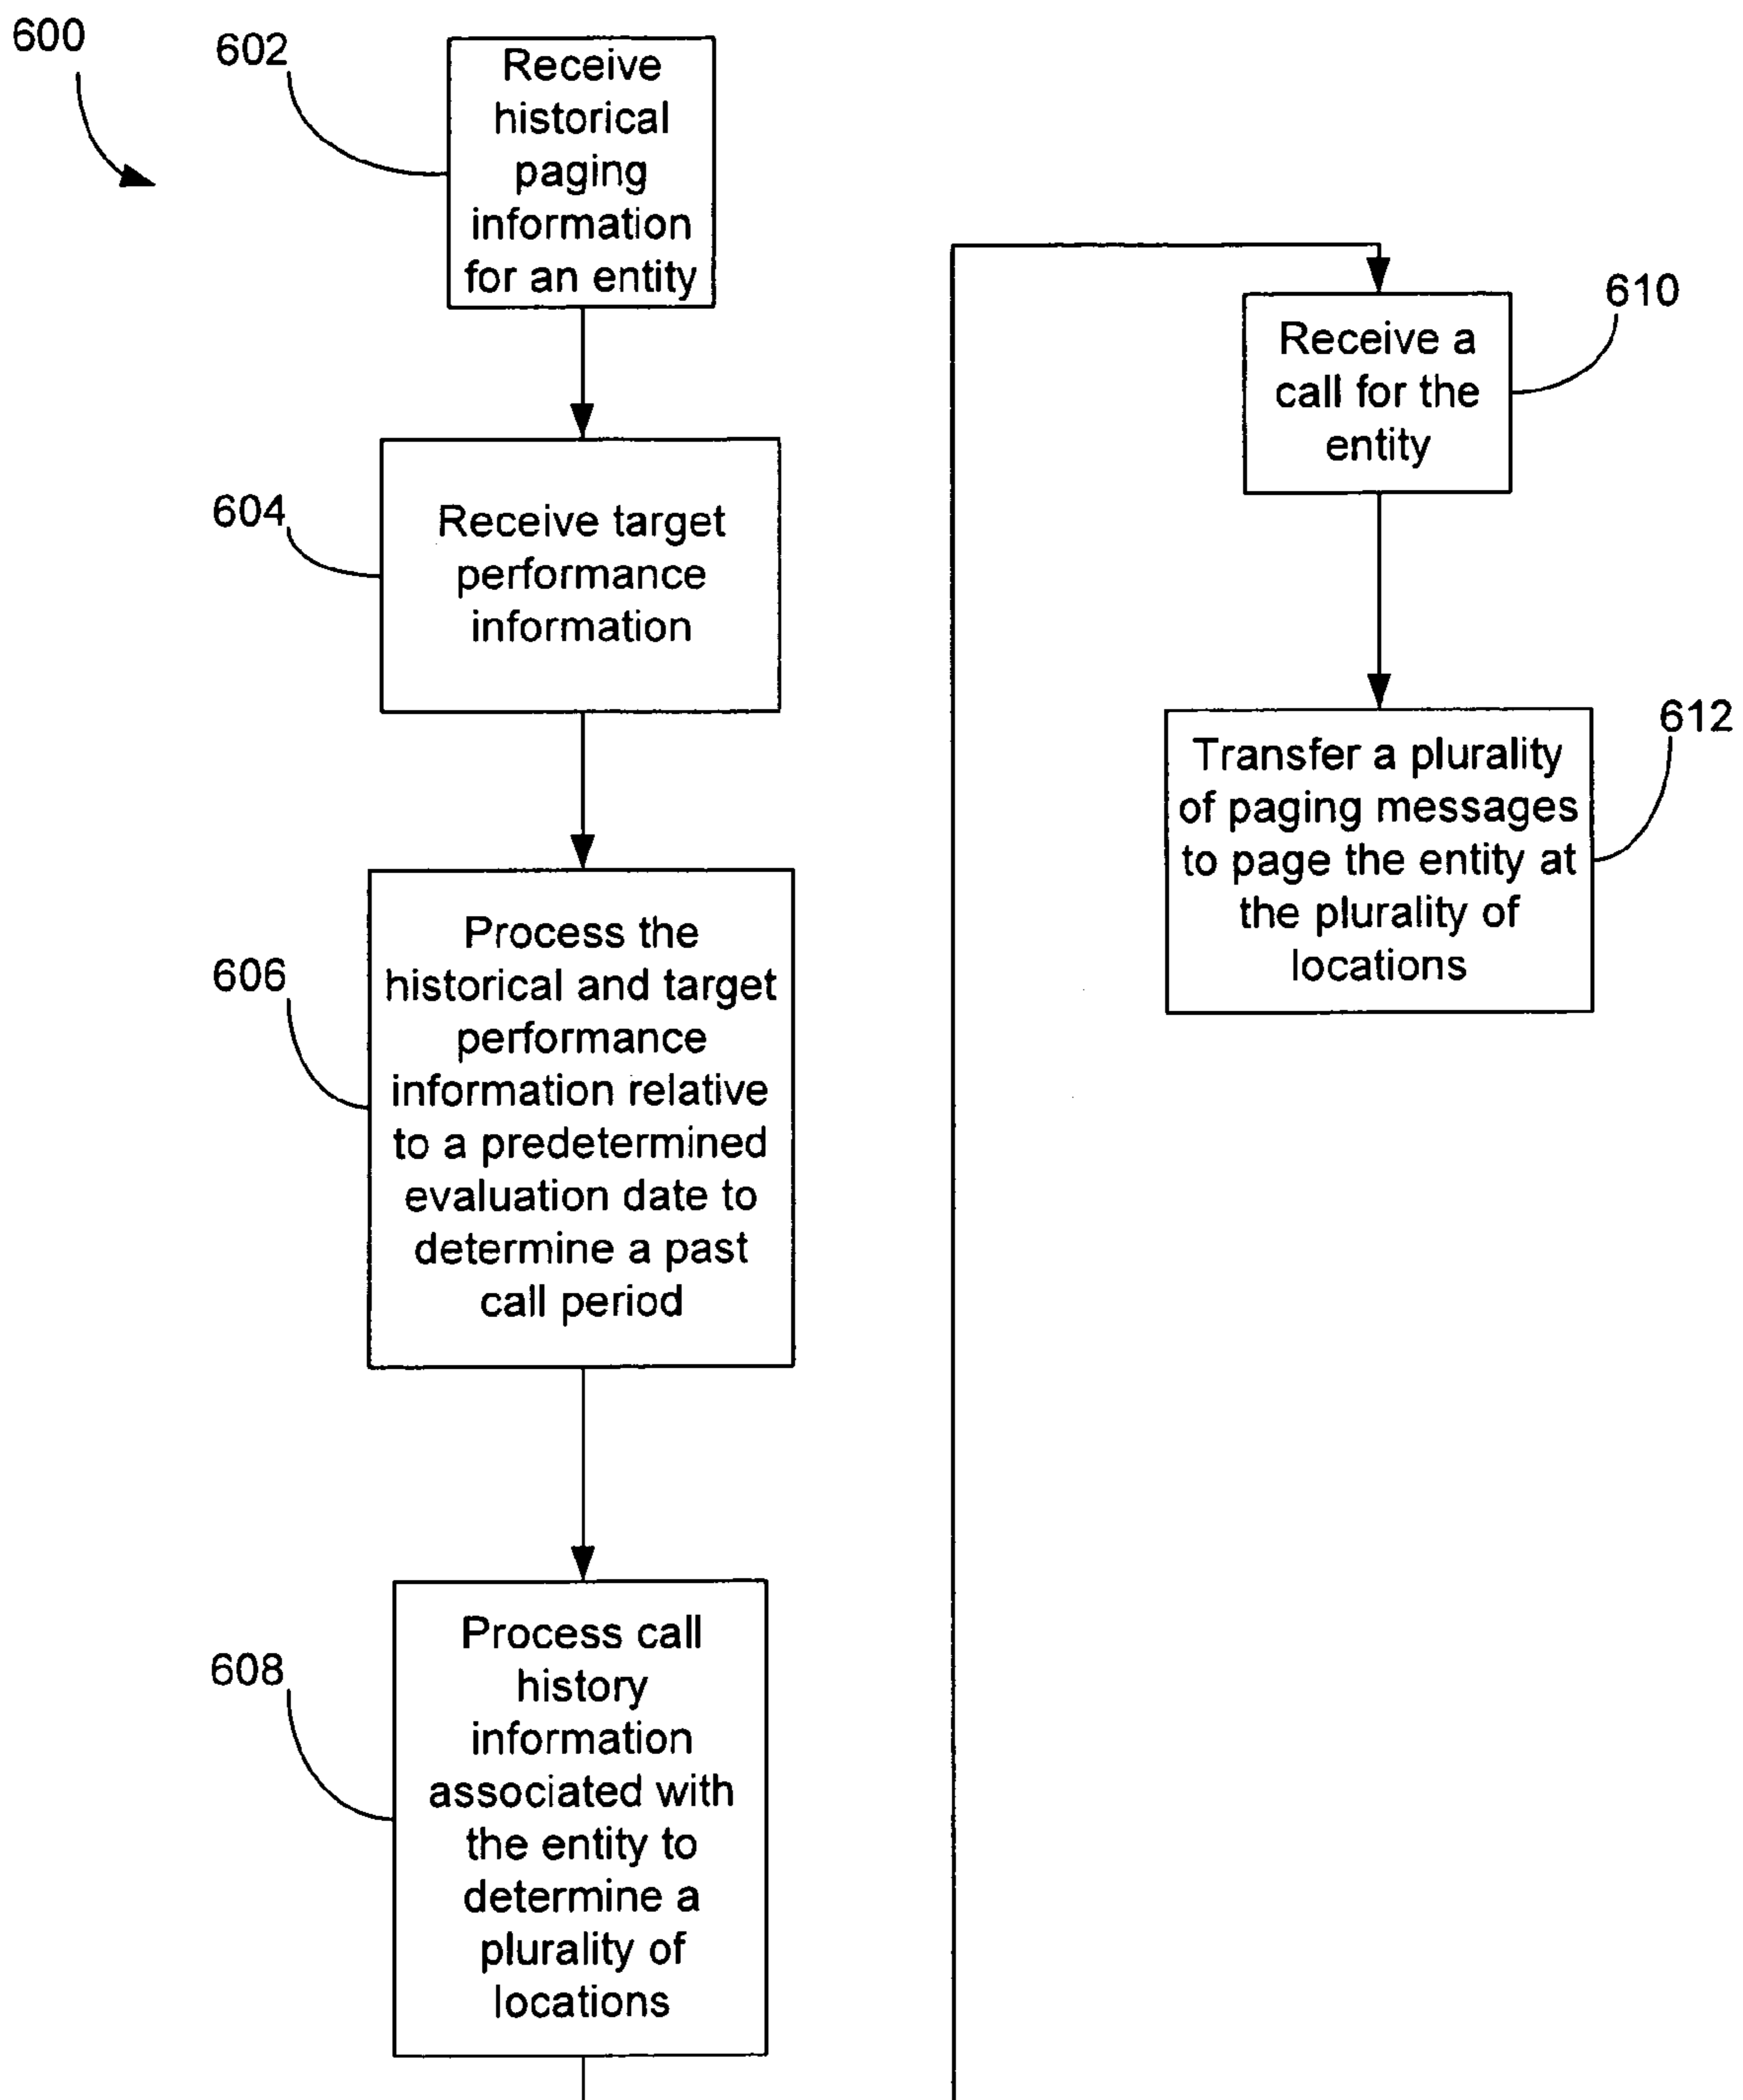 600
602
Receive
historical
paging
information
for an entity
604
Receive target
performance
information
606
Process the
historical and target
performance
information relative
to a predetermined
evaluation date to
determine a past
call period
608
Process call
history
information
associated with
the entity to
determine a
plurality of
locations
610
Receive a
call for the
entity
612
Transfer a plurality
of paging messages
to page the entity at
the plurality of
locations